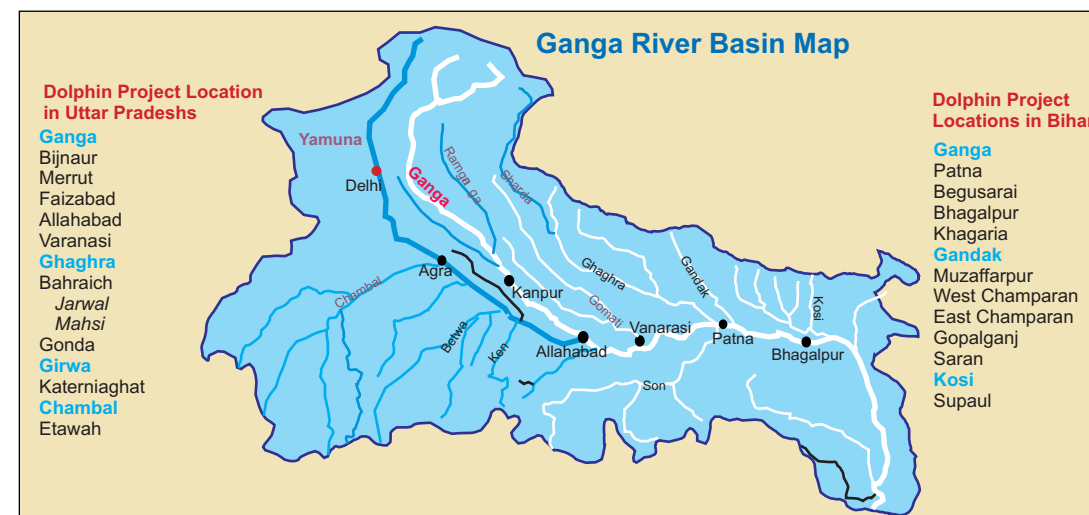 Ganga River Basin Map
Dolphin Project Location
in Uttar Pradeshs
Ganga
Bijnaur
Merrut
Faizabad
Allahabad
Varanasi
Ghaghra
Bahraich
Jarwal
Mahsi
Gonda
Girwa
Katerniaghat
Chambal
Etawah
Yamuna
Delhi
Ganga
Ramga ga
Sharda
Agra
Chambal
Kanpur
Ghaghra
Gomati
Gandak
Kosi
Betwa
Ken
Allahabad
Vanarasi
Patna
Bhagalpur
Son
Dolphin Project
Locations in Bihar
Ganga
Patna
Begusarai
Bhagalpur
Khagaria
Gandak
Muzaffarpur
West Champaran
East Champaran
Gopalganj
Saran
Kosi
Supaul